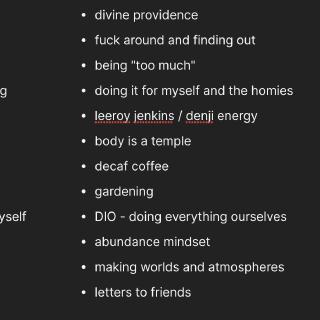 • divine providence
• fuck around and finding out
• being "too much"
g
• doing it for myself and the homies
• leeroy jenkins / denji energy
• body is a temple
• decaf coffee
• gardening
yself
• DIO - doing everything ourselves
• abundance mindset
• making worlds and atmospheres
• letters to friends